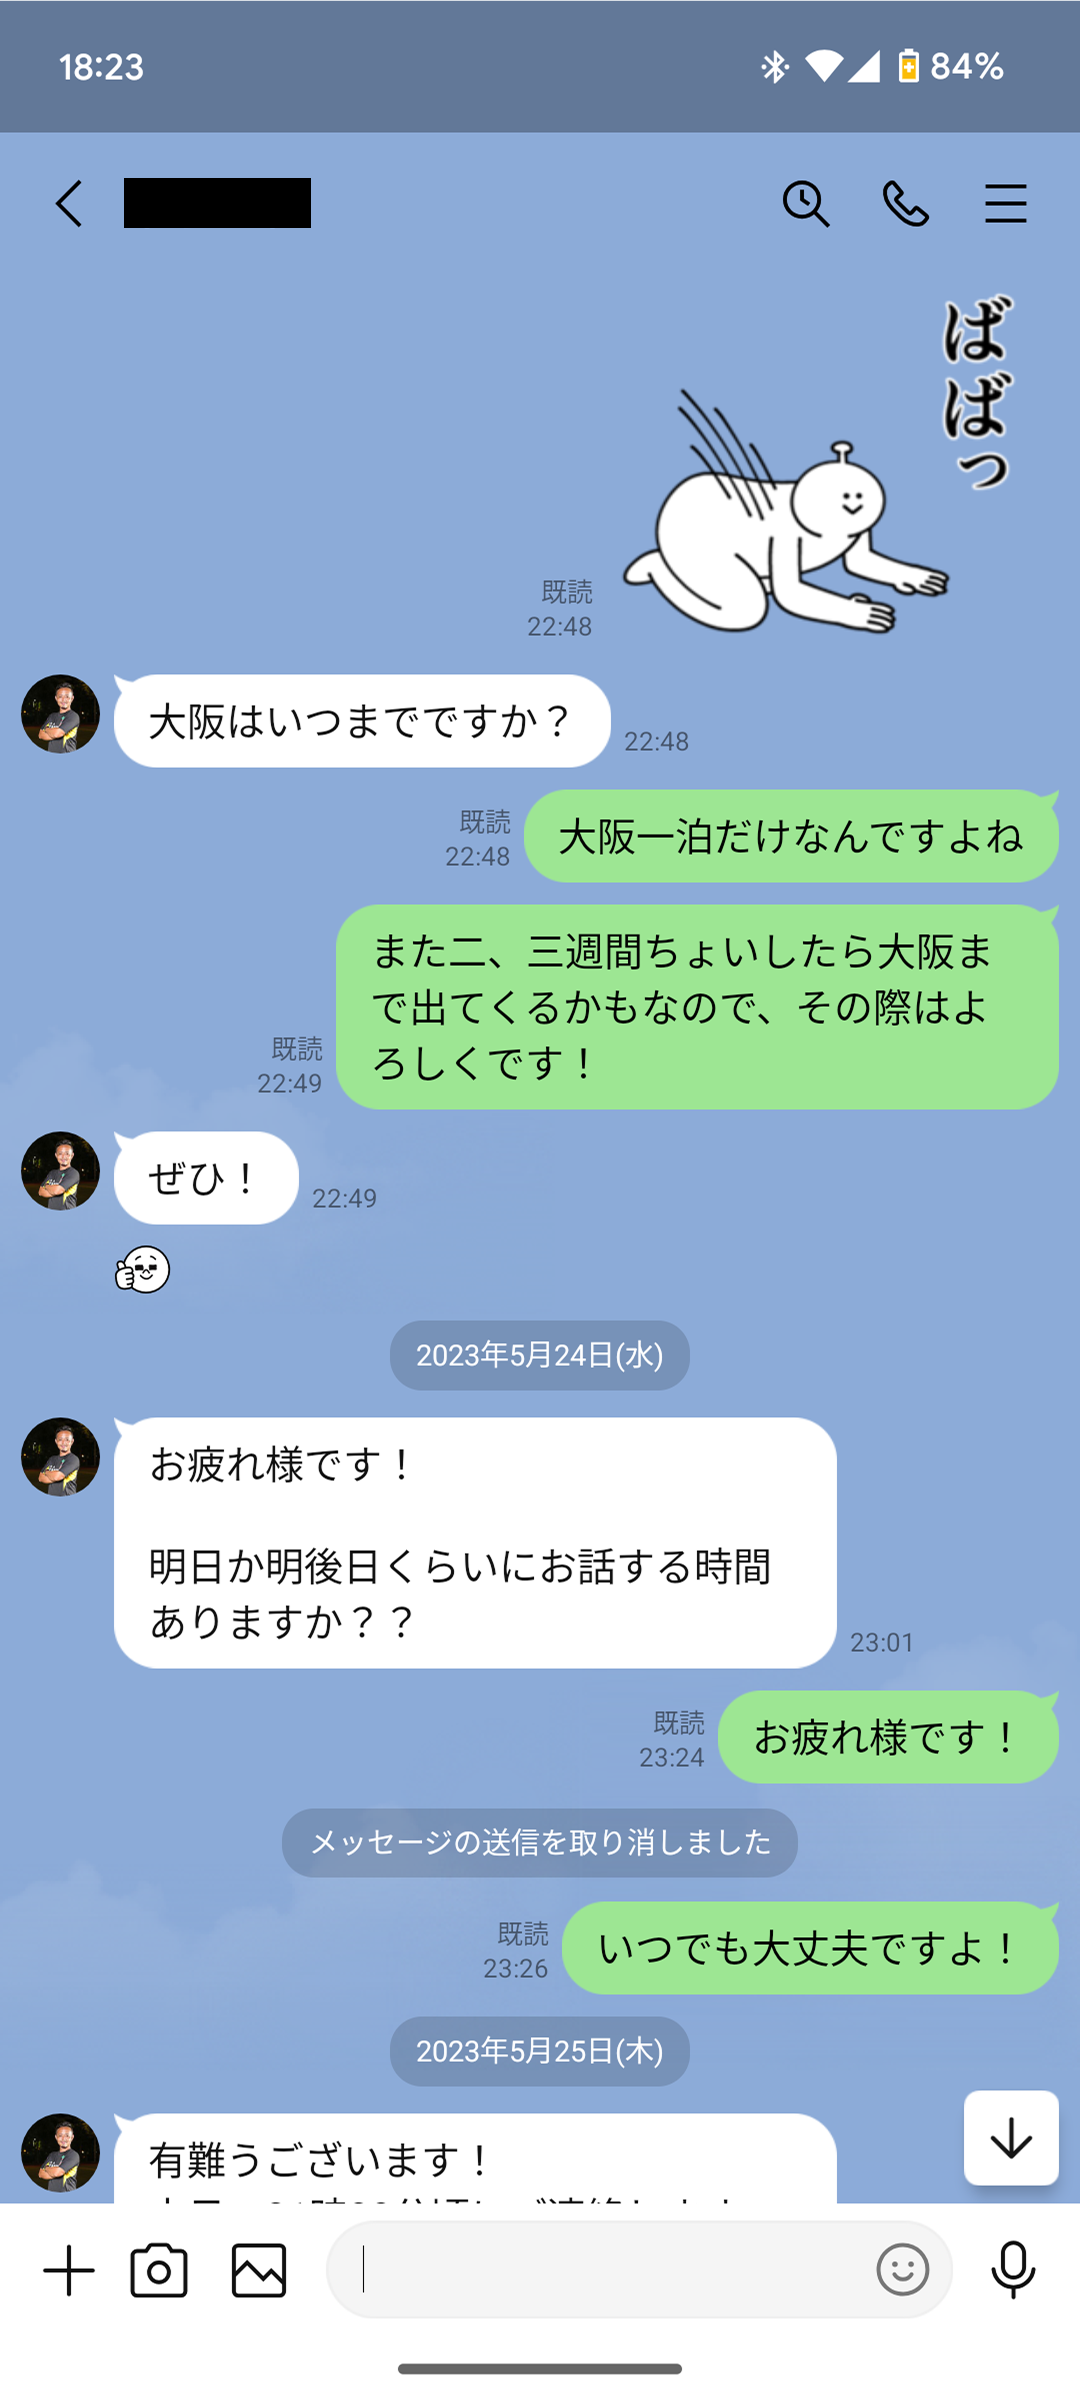 18:23
84%
ばばっ
既読
22:48
大阪はいつまでですか？
22:48
大阪一泊だけなんですよね
既読
22:48
また二、三週間ちょいしたら大阪ま
で出てくるかもなので、その際はよ
ろしくです！
既読
22:49
ぜひ！
22:49
2023年5月24日(水)
お疲れ様です！
明日か明後日くらいにお話する時間
ありますか？？
23:01
お疲れ様です！
既読
23:24
メッセージの送信を取り消しました
いつでも大丈夫ですよ！
既読
23:26
2023年5月25日(木)
有難うございます！